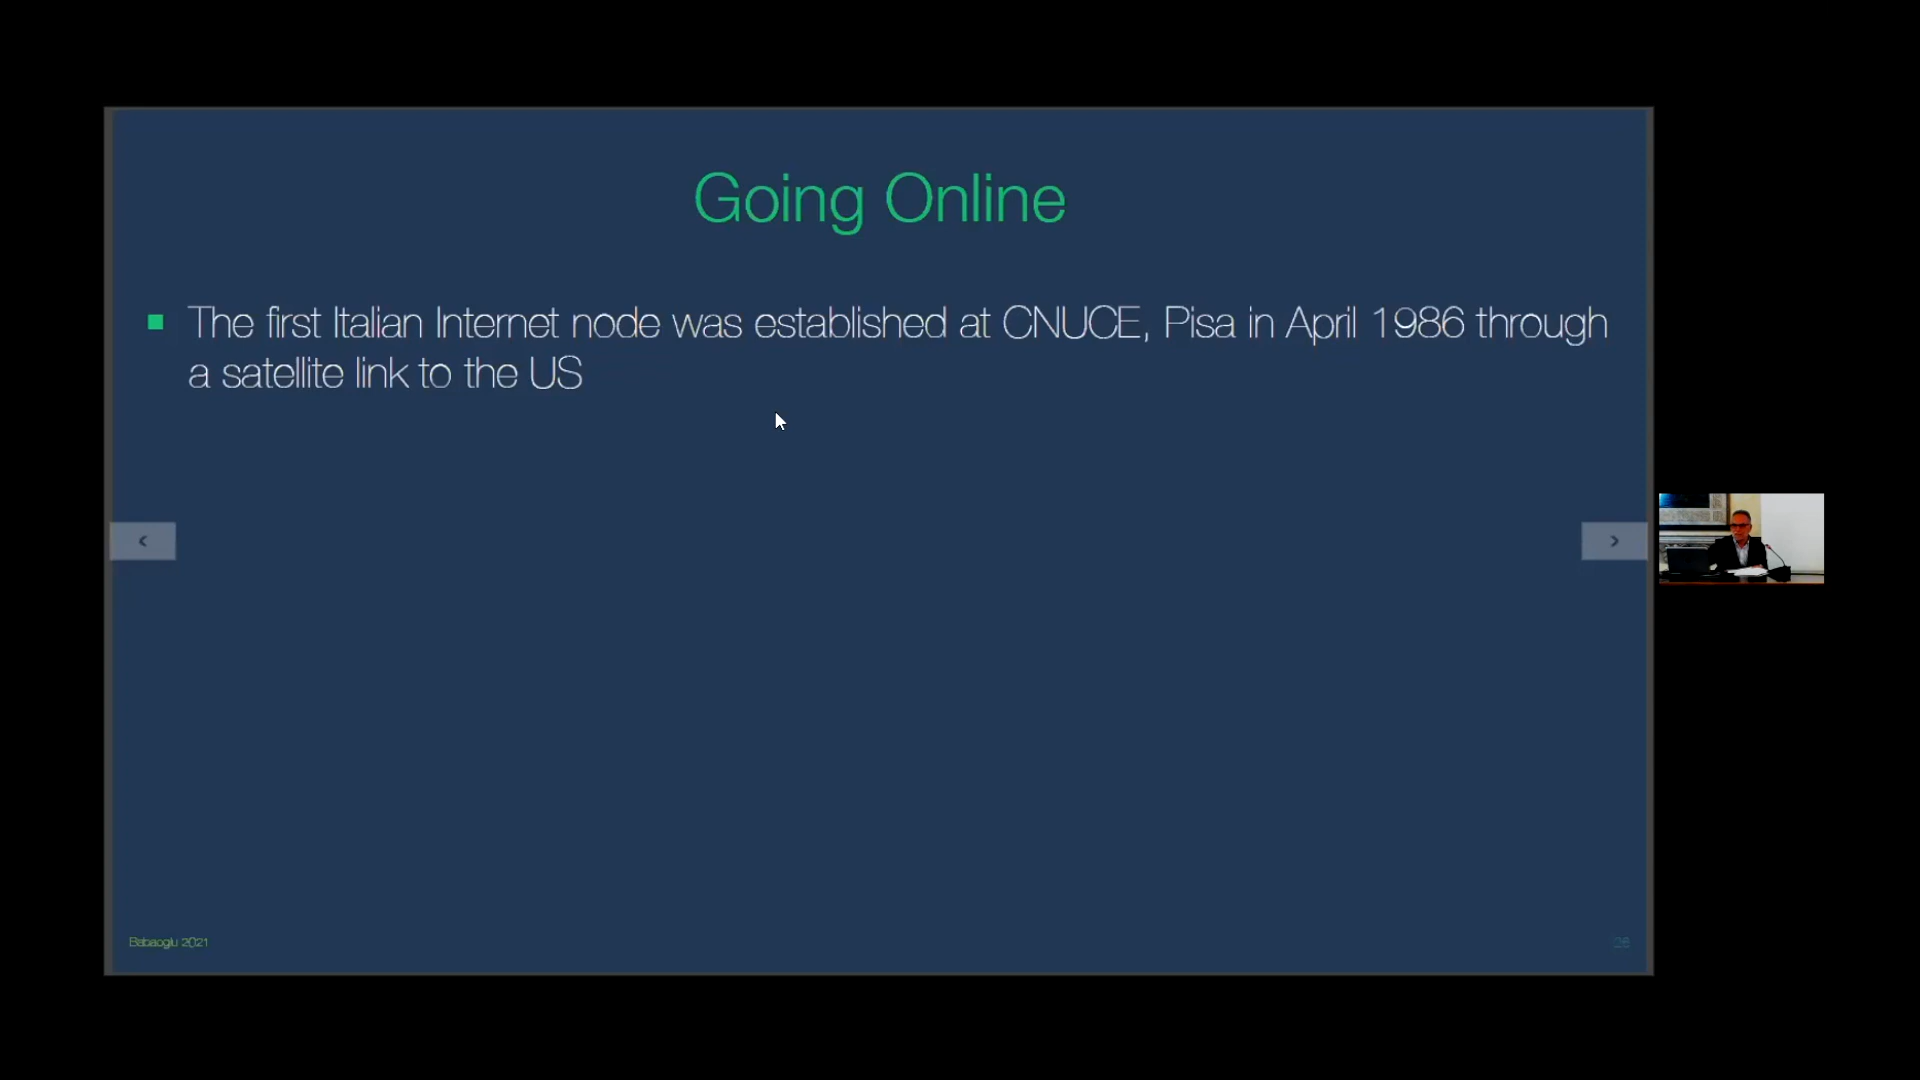 Going Online
The first Italian Internet node was established at CNUCE, Pisa in April 1986 through
a satellite link to the US
Babaoglu 2021